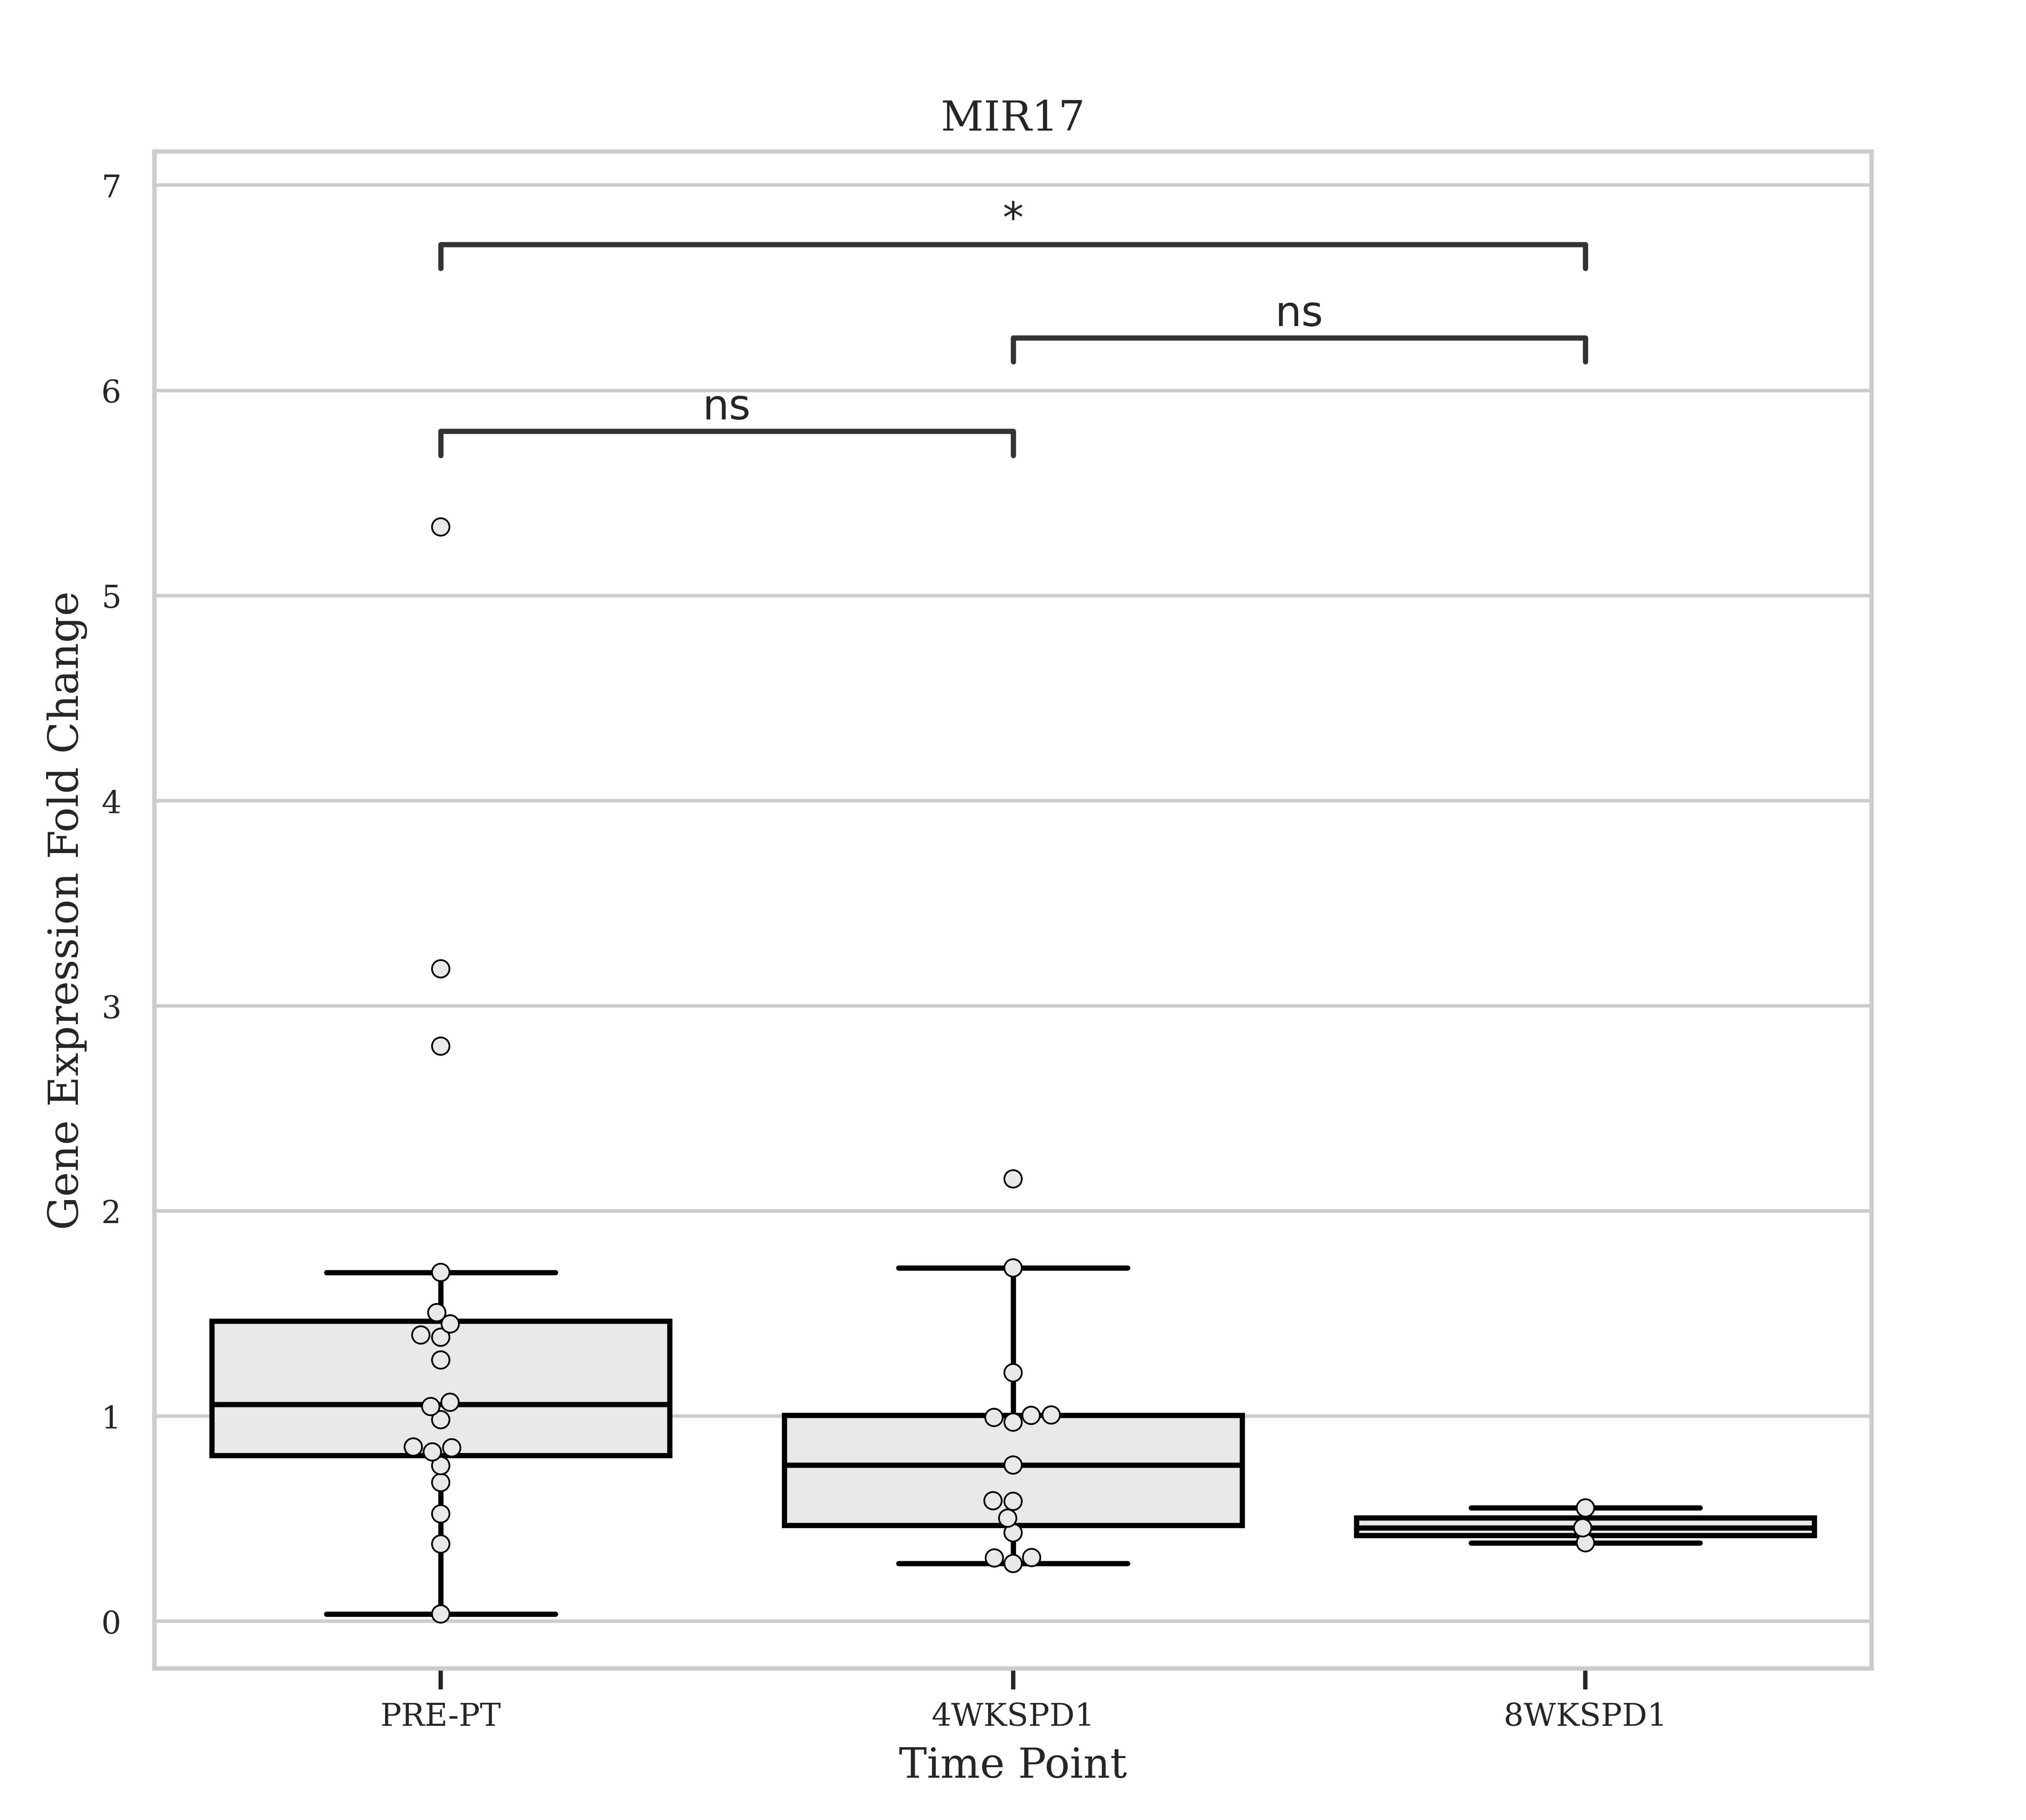 MIR17
7
*
ns
6
ns
5
4
3
2
1
0
Gene Expression Fold Change
PRE-PT
4WKSPD1
8WKSPD1
Time Point